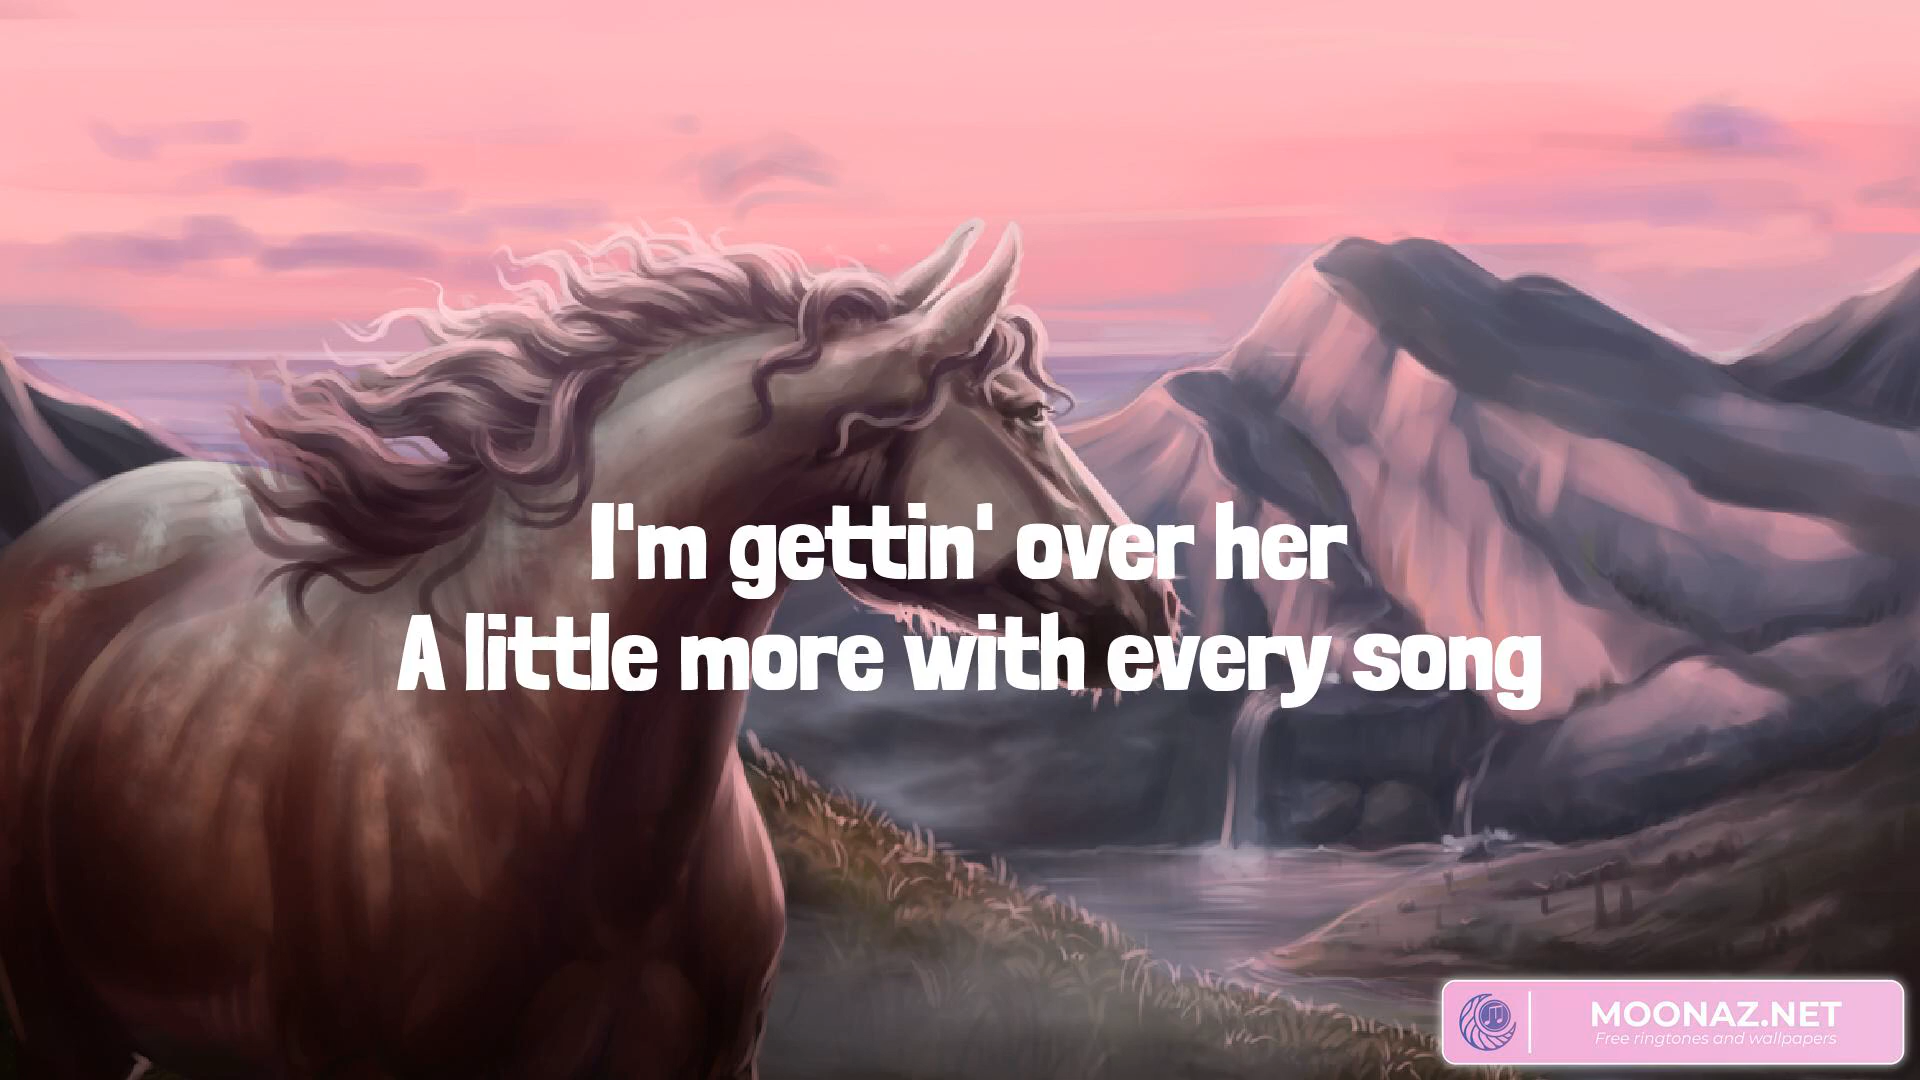 I'm gettin' over her
A little more with every song
MOONAZ.NET
Free ringtones and wallpapers